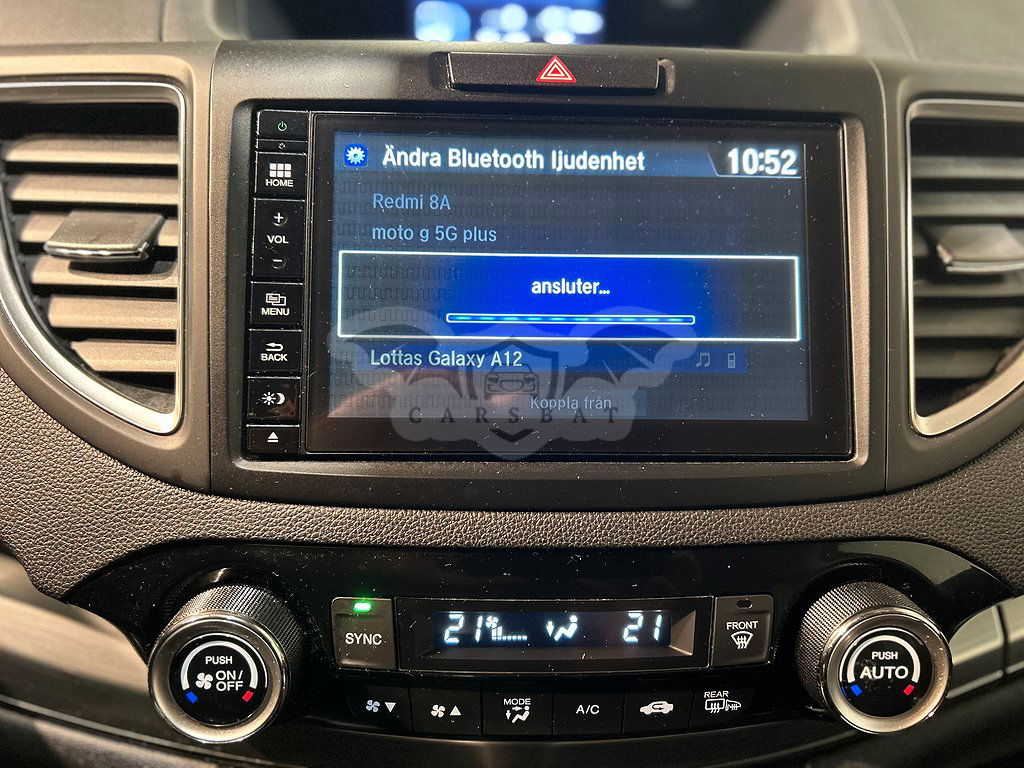 Ändra Bluetooth ljudenhet 10:52
Redmi 8A
moto g 5G plus
ansluter...
Lottas Galaxy A12
Koppla från
CARSBAT
HOME
+
VOL
-
MENU
BACK
SYNC
21 21
FRONT
PUSH
ON/
OFF
PUSH
AUTO
MODE
A/C
REAR